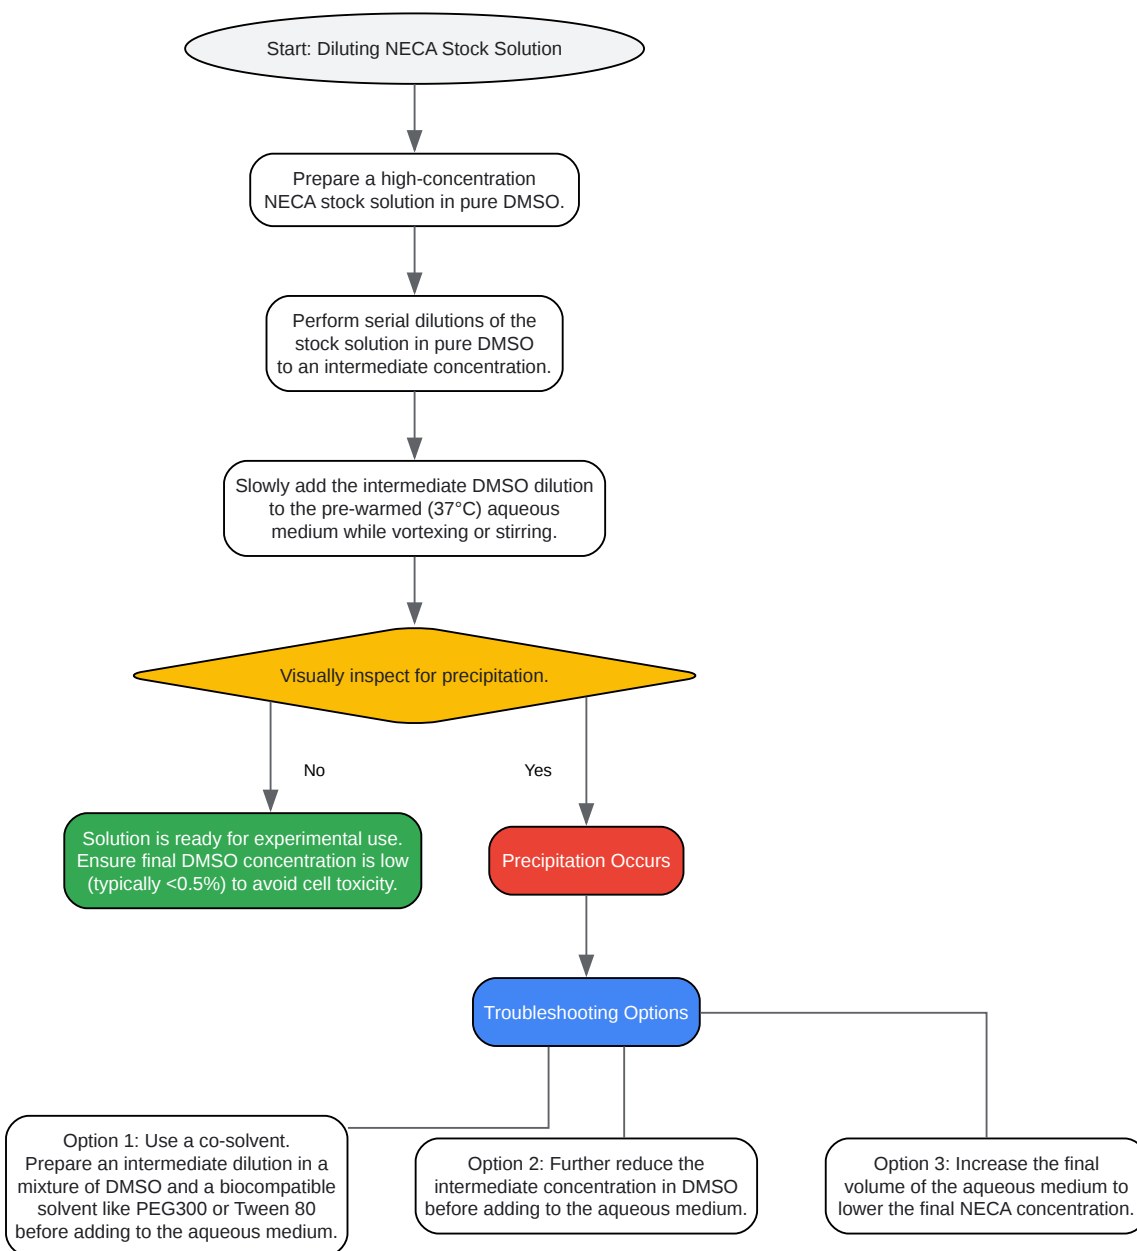 Start: Diluting NECA Stock Solution
Prepare a high-concentration
NECA stock solution in pure DMSO.
Perform serial dilutions of the
stock solution in pure DMSO
to an intermediate concentration.
Slowly add the intermediate DMSO dilution
to the pre-warmed (37°C) aqueous
medium while vortexing or stirring.
Visually inspect for precipitation.
No
Yes
Solution is ready for experimental use.
Ensure final DMSO concentration is low
(typically <0.5%) to avoid cell toxicity.
Precipitation Occurs
Troubleshooting Options
Option 1: Use a co-solvent.
Prepare an intermediate dilution in a
mixture of DMSO and a biocompatible
solvent like PEG300 or Tween 80
before adding to the aqueous medium.
Option 2: Further reduce the
intermediate concentration in DMSO
before adding to the aqueous medium.
Option 3: Increase the final
volume of the aqueous medium to
lower the final NECA concentration.